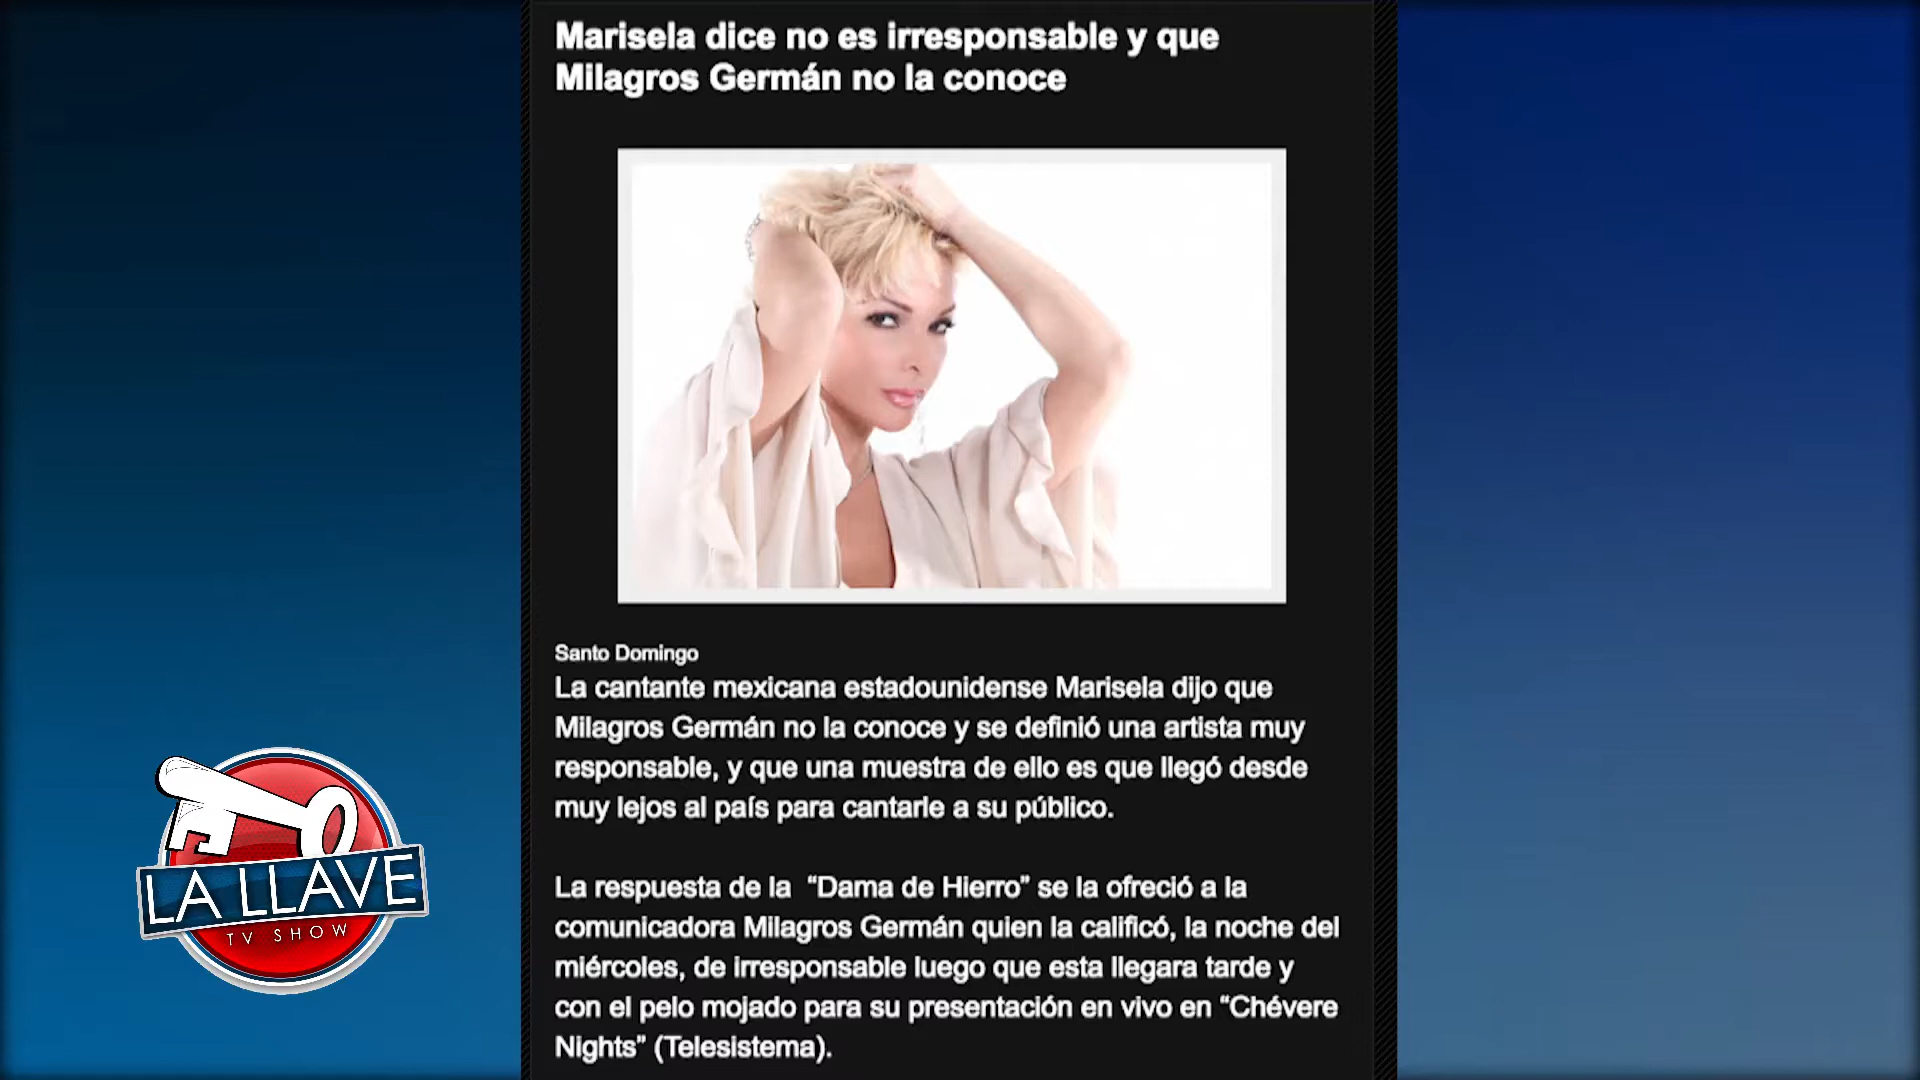 Marisela dice no es irresponsable y que
Milagros Germán no la conoce
Santo Domingo
La cantante mexicana estadounidense Marisela dijo que
Milagros Germán no la conoce y se definió una artista muy
responsable, y que una muestra de ello es que llegó desde
muy lejos al país para cantarle a su público.
La respuesta de la “Dama de Hierro” se la ofreció a la
comunicadora Milagros Germán quien la calificó, la noche del
miércoles, de irresponsable luego que esta llegara tarde y
con el pelo mojado para su presentación en vivo en “Chévere
Nights” (Telesistema).
LA LLAVE
TV SHOW